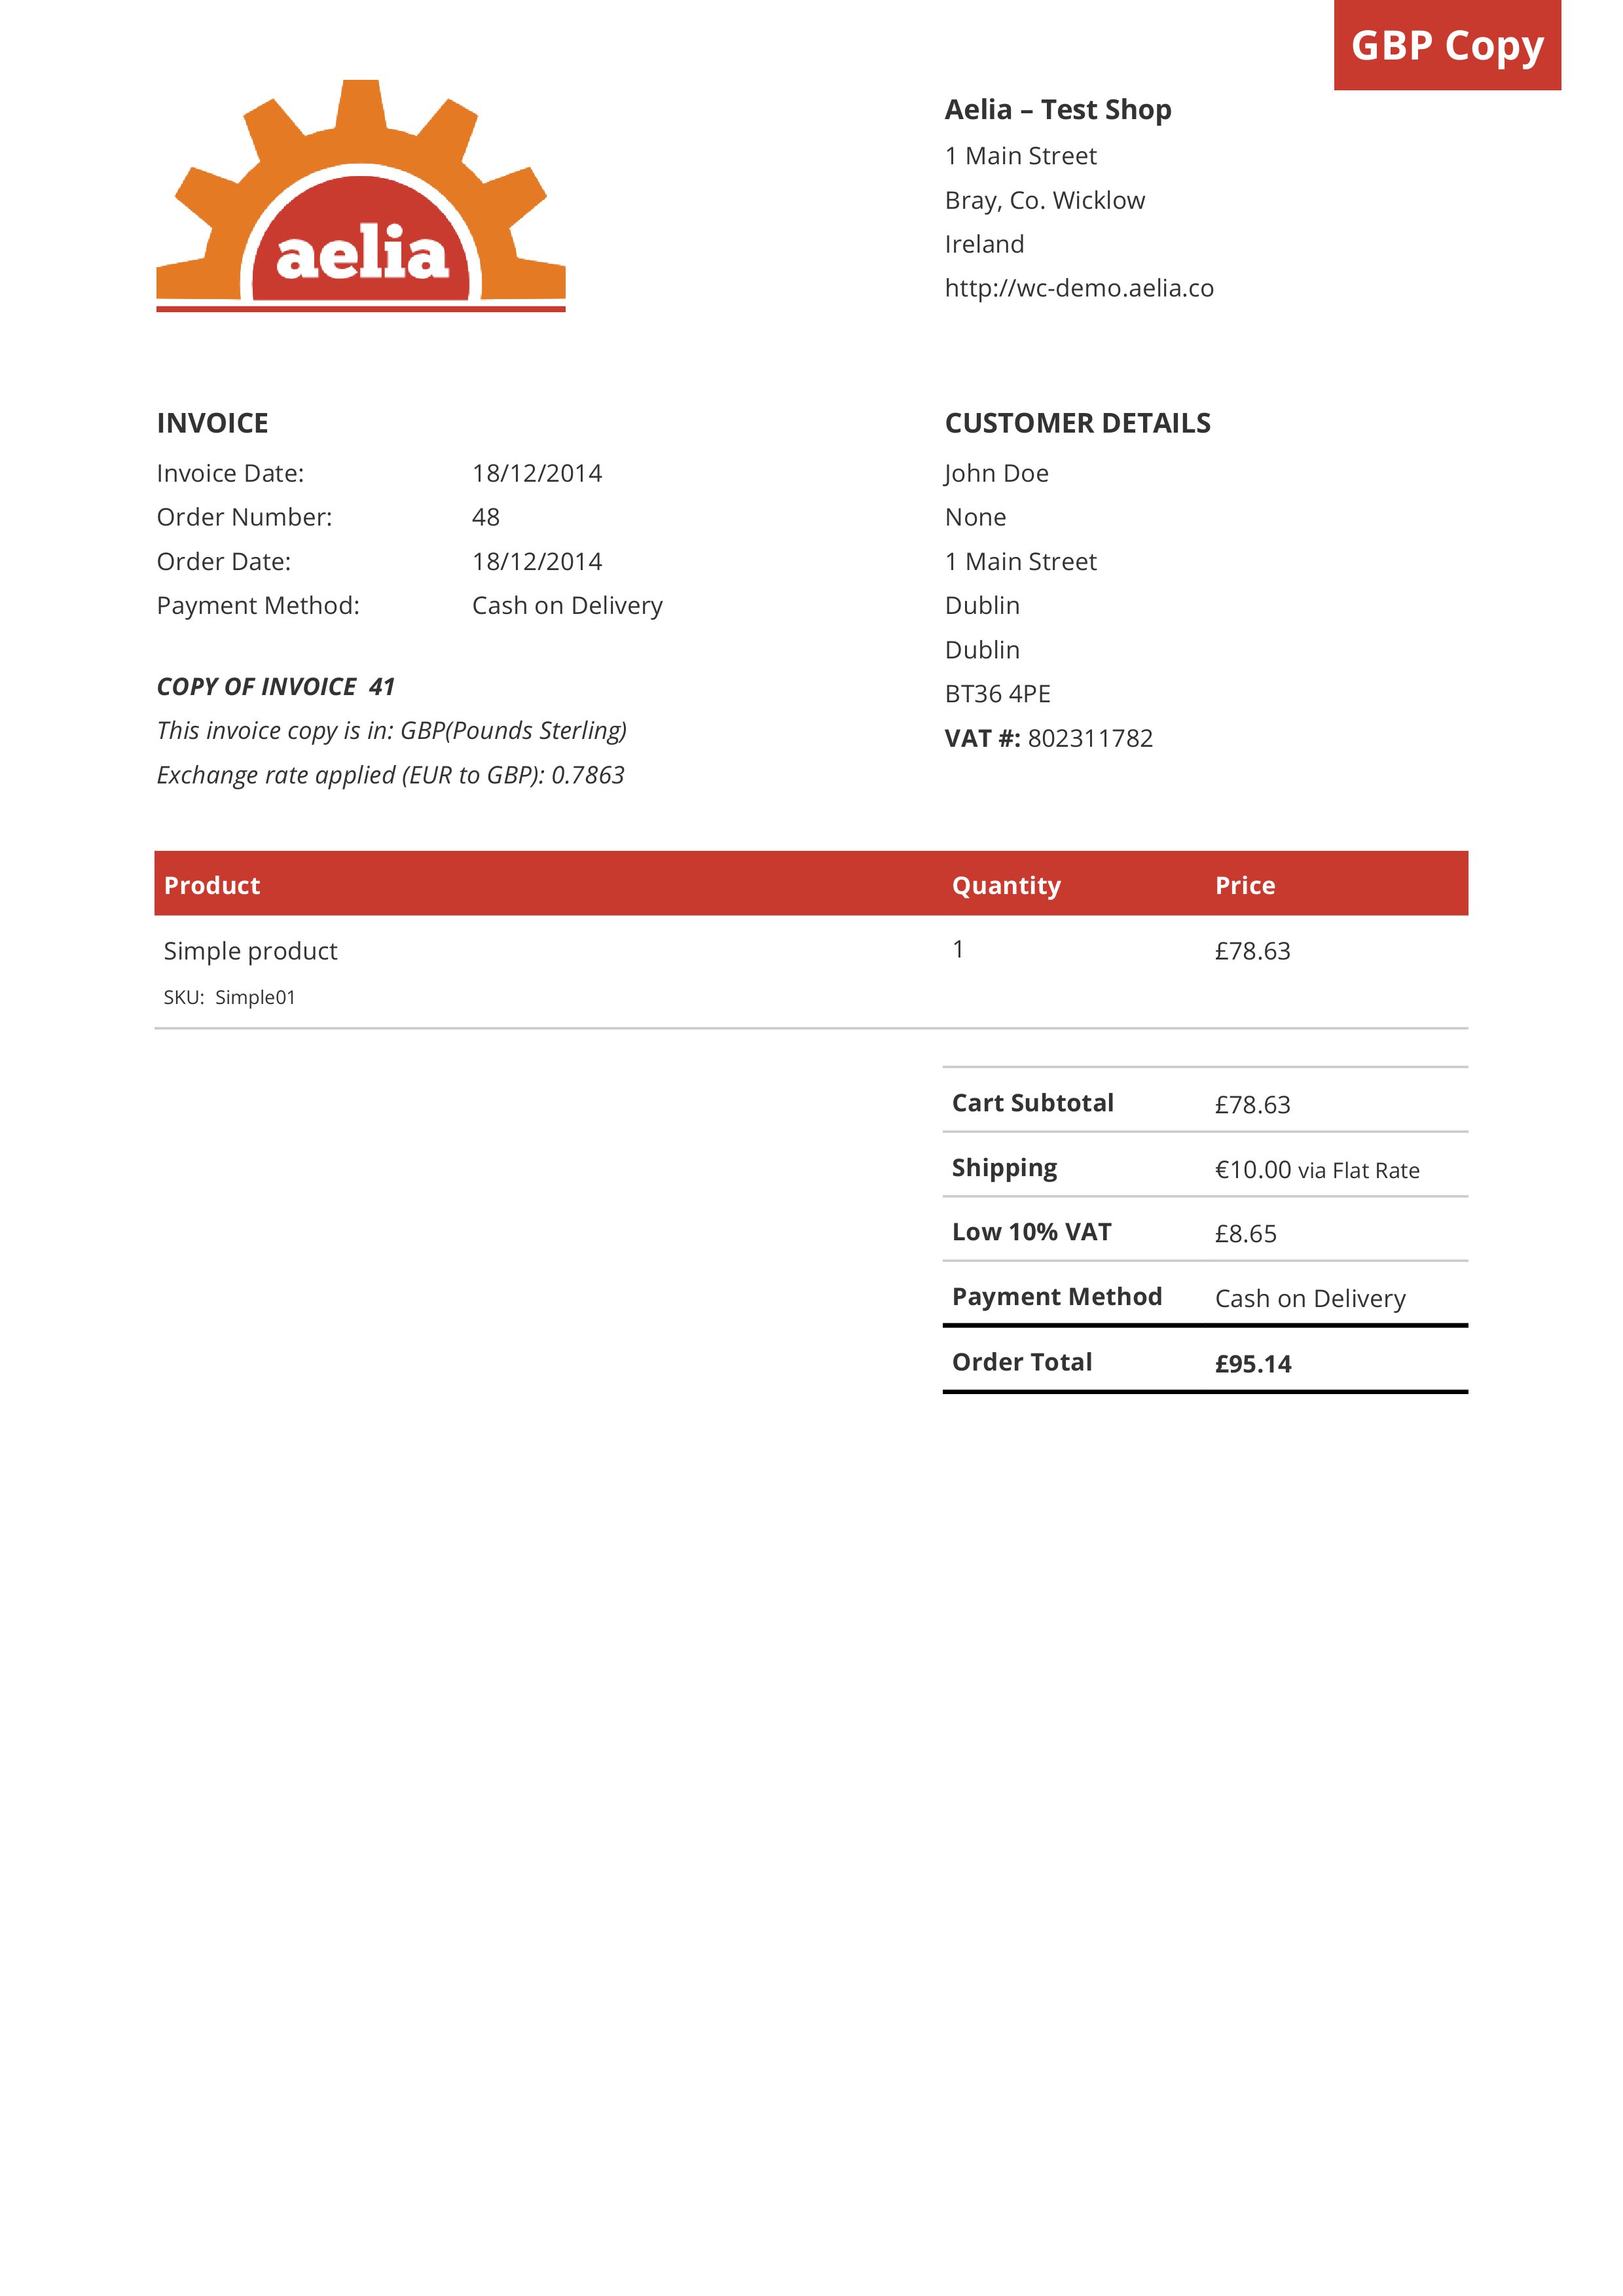 GBP Copy
aelia
Aelia – Test Shop
1 Main Street
Bray, Co. Wicklow
Ireland
http://wc-demo.aelia.co
INVOICE
Invoice Date: 18/12/2014
Order Number: 48
Order Date: 18/12/2014
Payment Method: Cash on Delivery
COPY OF INVOICE 41
This invoice copy is in: GBP(Pounds Sterling)
Exchange rate applied (EUR to GBP): 0.7863
CUSTOMER DETAILS
John Doe
None
1 Main Street
Dublin
Dublin
BT36 4PE
VAT #: 802311782
Product Quantity Price
Simple product 1 £78.63
SKU: Simple01
Cart Subtotal £78.63
Shipping €10.00 via Flat Rate
Low 10% VAT £8.65
Payment Method Cash on Delivery
Order Total £95.14